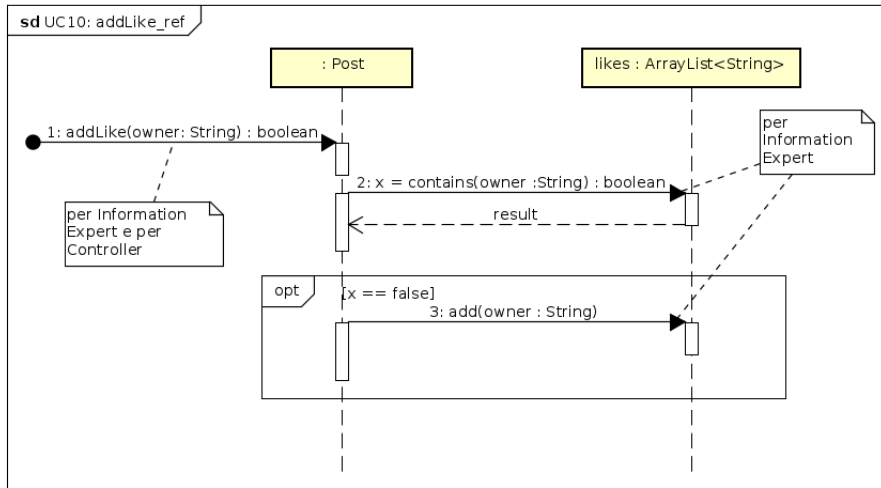 sd UC10: addLike_ref
: Post
likes : ArrayList<String>
1: addLike(owner: String) : boolean
per
Information
Expert
2: x = contains(owner :String) : boolean
per Information
Expert e per
Controller
result
opt
[x == false]
3: add(owner : String)